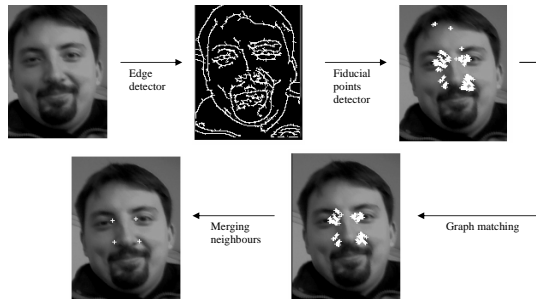 Edge
detector
Fiducial
points
detector
Graph matching
Merging
neighbours